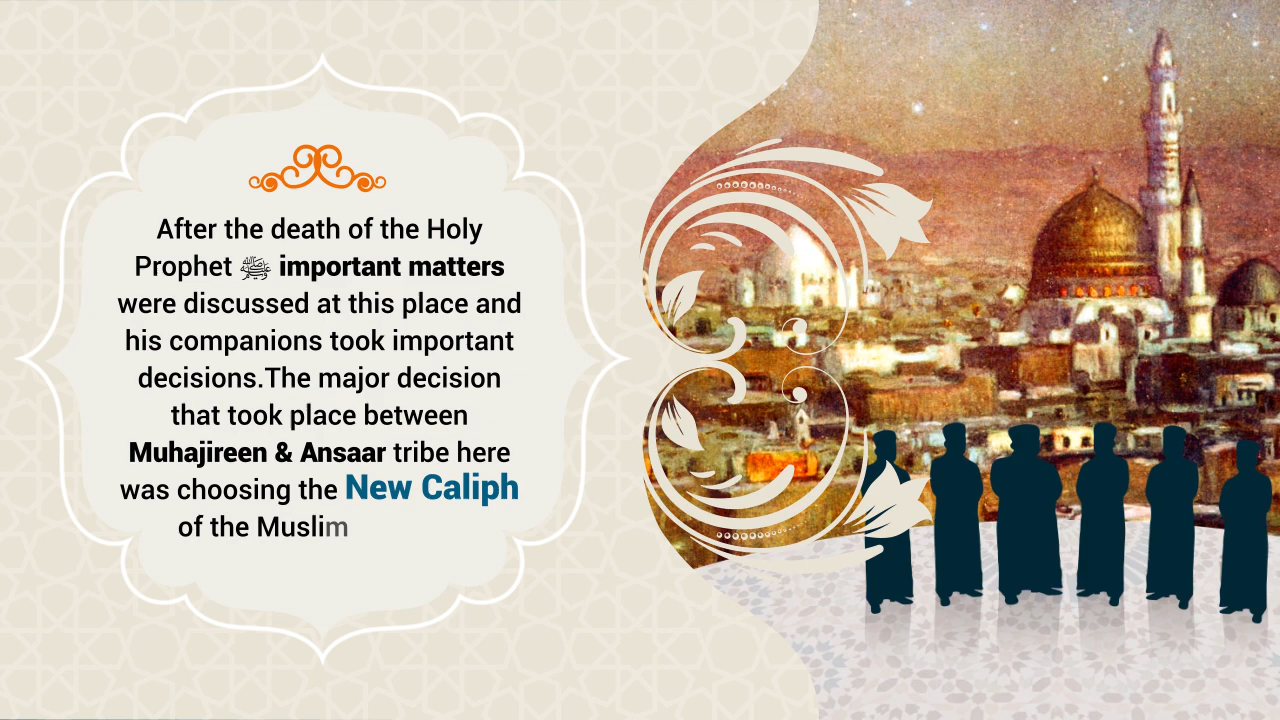 After the death of the Holy
Prophet ﷺ important matters
were discussed at this place and
his companions took important
decisions.The major decision
that took place between
Muhajireen & Ansaar tribe here
was choosing the New Caliph
of the Muslim